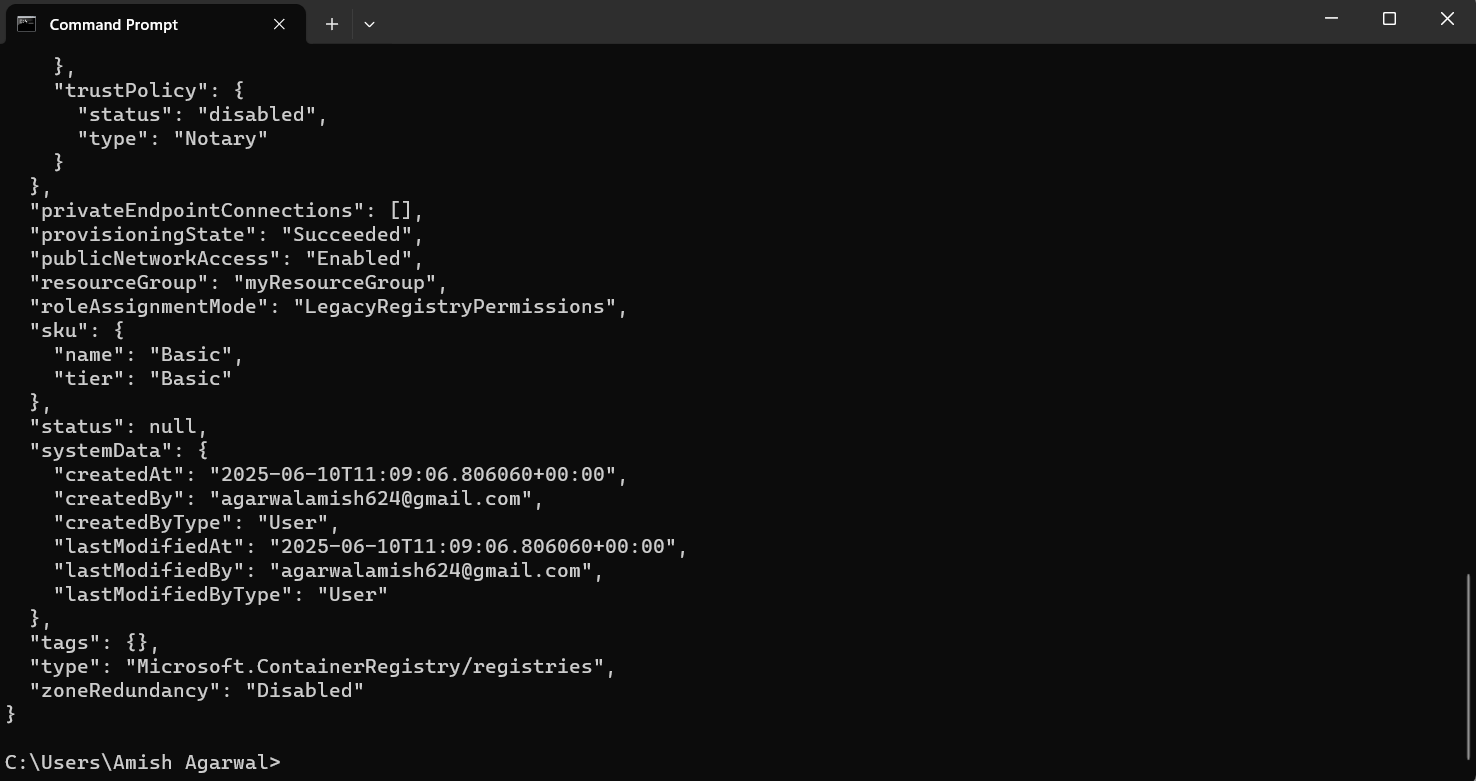 Command Prompt
    },
    "trustPolicy": {
      "status": "disabled",
      "type": "Notary"
    }
  },
  "privateEndpointConnections": [],
  "provisioningState": "Succeeded",
  "publicNetworkAccess": "Enabled",
  "resourceGroup": "myResourceGroup",
  "roleAssignmentMode": "LegacyRegistryPermissions",
  "sku": {
    "name": "Basic",
    "tier": "Basic"
  },
  "status": null,
  "systemData": {
    "createdAt": "2025-06-10T11:09:06.806060+00:00",
    "createdBy": "agarwalamish624@gmail.com",
    "createdByType": "User",
    "lastModifiedAt": "2025-06-10T11:09:06.806060+00:00",
    "lastModifiedBy": "agarwalamish624@gmail.com",
    "lastModifiedByType": "User"
  },
  "tags": {},
  "type": "Microsoft.ContainerRegistry/registries",
  "zoneRedundancy": "Disabled"
}
C:\Users\Amish Agarwal>